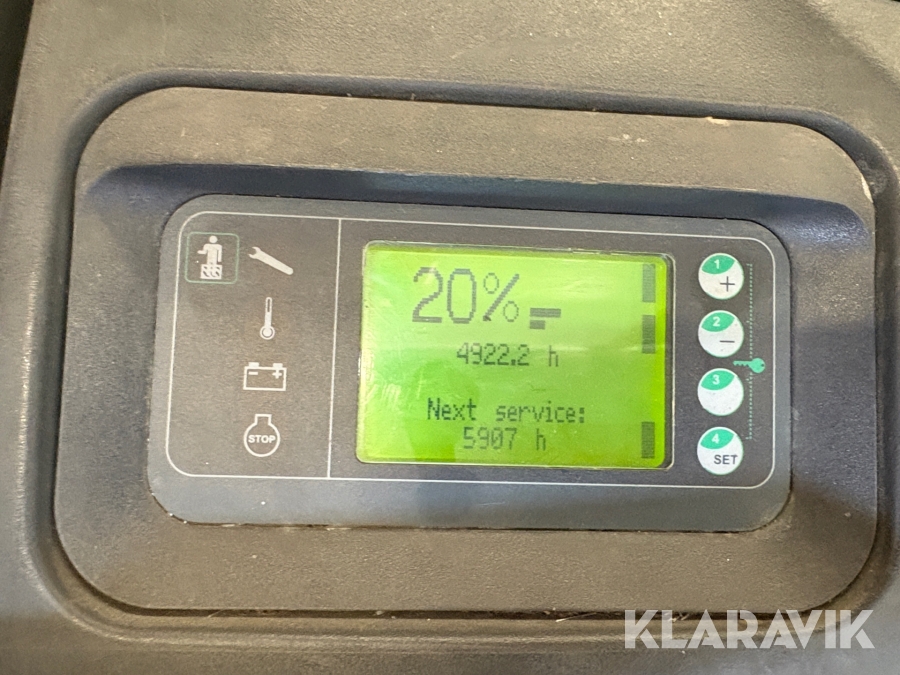 20%
4922.2 h
Next service:
5907 h
STOP
1
+
2
−
3
4
SET
KLARAVIK